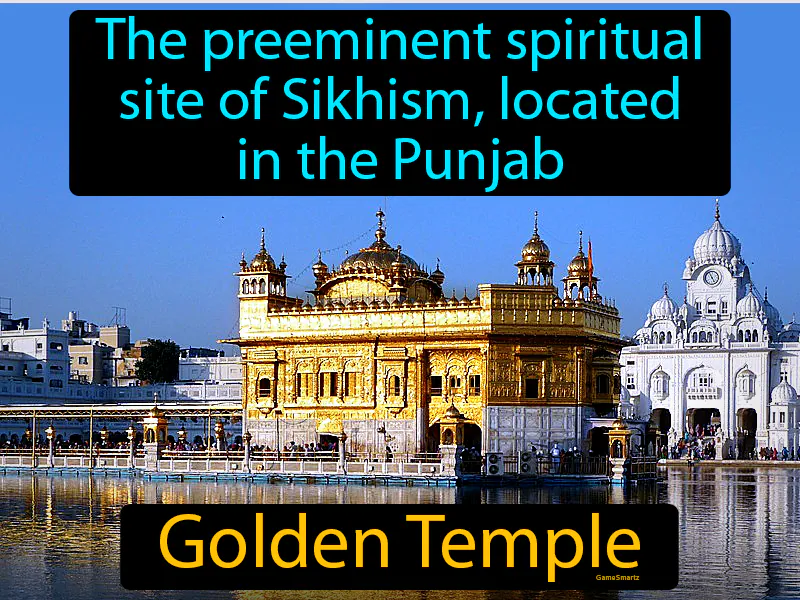 The preeminent spiritual
site of Sikhism, located
in the Punjab
Golden Temple
GameSmartz